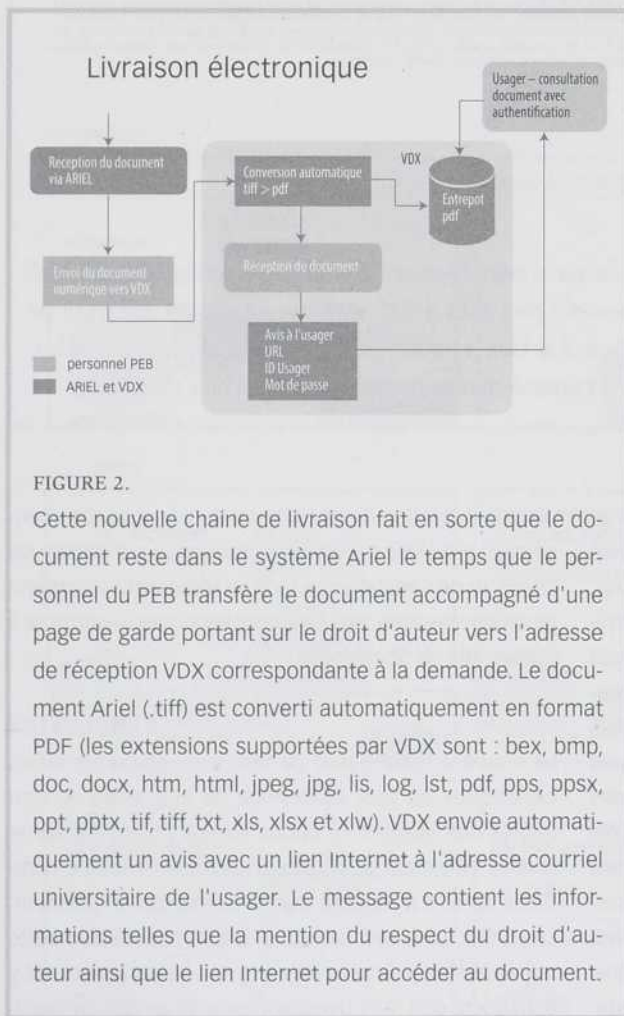 Livraison électronique
Usager – consultation
document avec
authentification
Réception du document
via ARIEL
VDX
Conversion automatique
tiff > pdf
Entrepot
pdf
Envoi du document
numérique vers VDX
Réception du document
Avis à l'usager
URL
ID Usager
Mot de passe
personnel PEB
ARIEL et VDX
FIGURE 2.
Cette nouvelle chaine de livraison fait en sorte que le do-
cument reste dans le système Ariel le temps que le per-
sonnel du PEB transfère le document accompagné d'une
page de garde portant sur le droit d'auteur vers l'adresse
de réception VDX correspondante à la demande. Le docu-
ment Ariel (.tiff) est converti automatiquement en format
PDF (les extensions supportées par VDX sont : bex, bmp,
doc, docx, htm, html, jpeg, jpg, lis, log, lst, pdf, pps, ppsx,
ppt, pptx, tif, tiff, txt, xls, xlsx et xlw). VDX envoie automati-
quement un avis avec un lien Internet à l'adresse courriel
universitaire de l'usager. Le message contient les infor-
mations telles que la mention du respect du droit d'au-
teur ainsi que le lien Internet pour accéder au document.